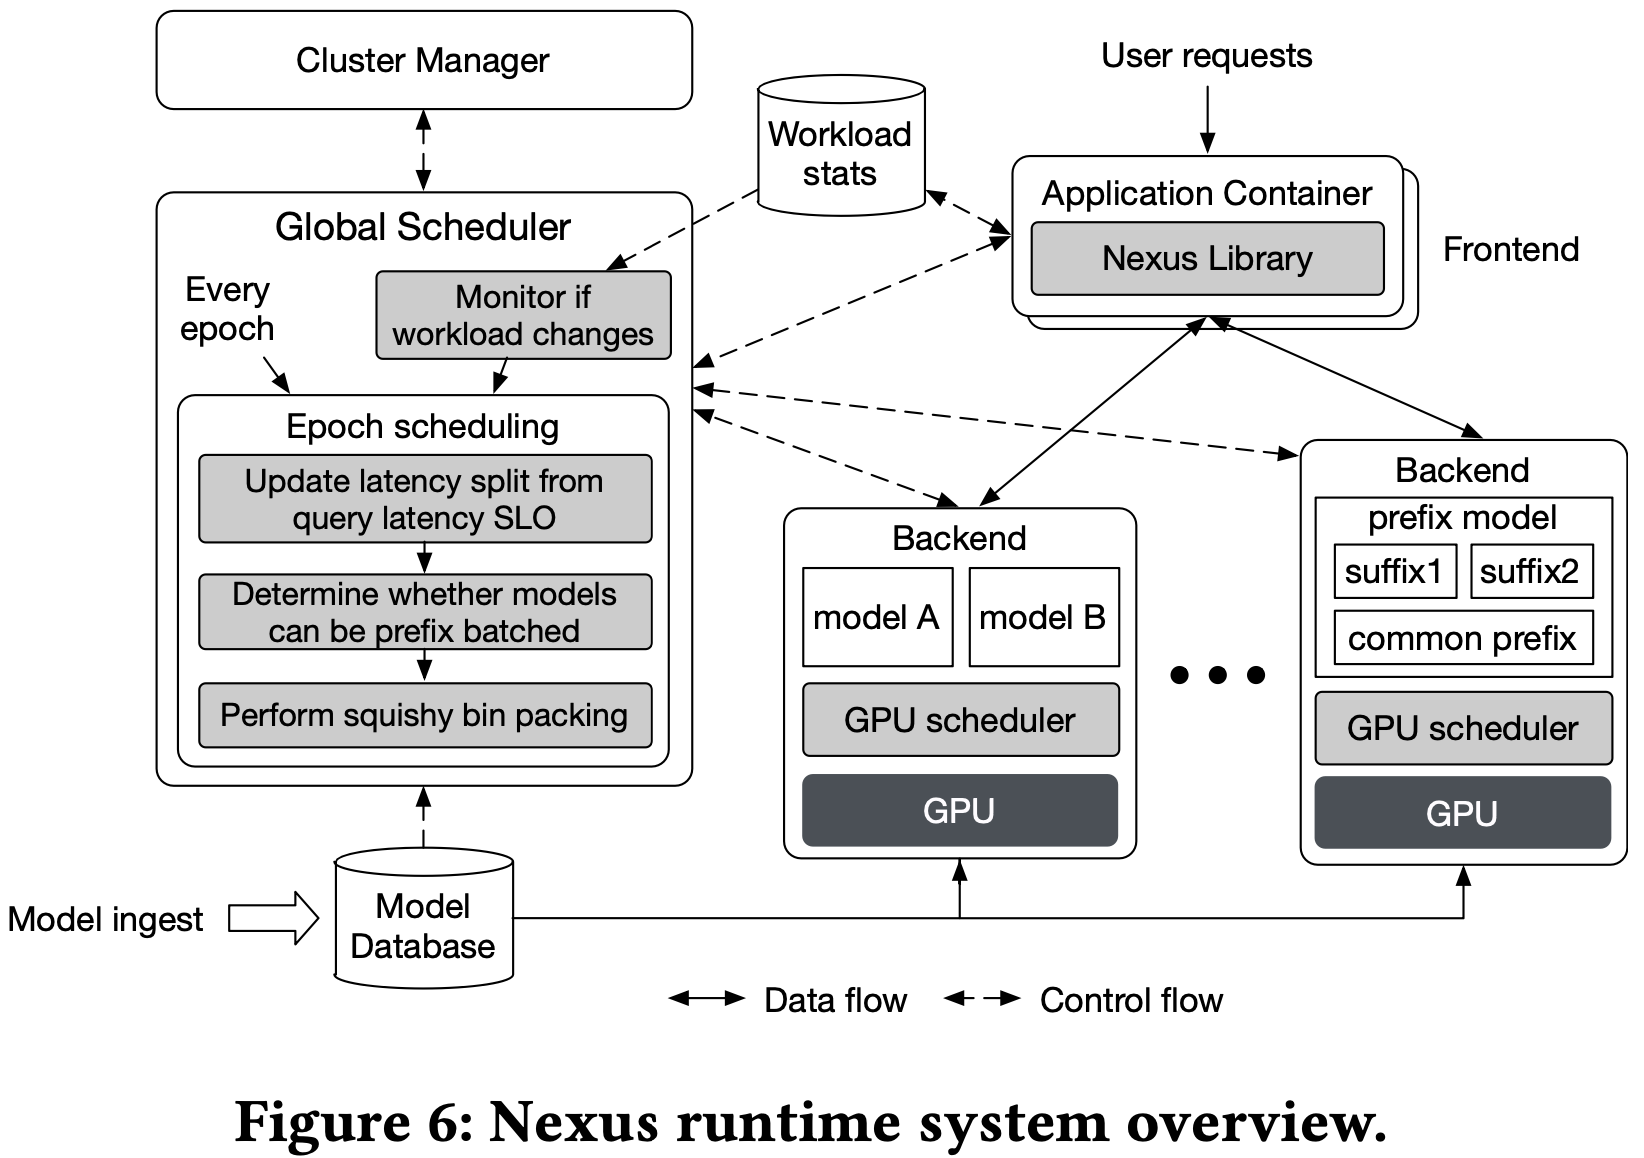 Cluster Manager
User requests
Workload
stats
Application Container
Nexus Library
Frontend
Global Scheduler
Every
epoch
Monitor if
workload changes
Epoch scheduling
Update latency split from
query latency SLO
Determine whether models
can be prefix batched
Perform squishy bin packing
Backend
model A
model B
GPU scheduler
GPU
Backend
prefix model
suffix1
suffix2
common prefix
GPU scheduler
GPU
Model ingest
Model
Database
Data flow
Control flow
Figure 6: Nexus runtime system overview.